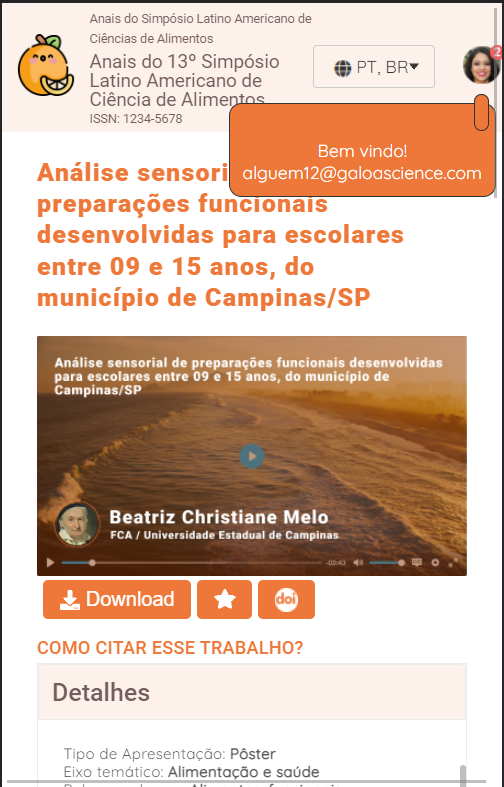 Anais do Simpósio Latino Americano de
Ciências de Alimentos
Anais do 13º Simpósio
Latino Americano de
Ciência de Alimentos
ISSN: 1234-5678
PT, BR
2
Bem vindo!
alguem12@galoascience.com
Análise sensori
preparações funcionais
desenvolvidas para escolares
entre 09 e 15 anos, do
município de Campinas/SP
Análise sensorial de preparações funcionais desenvolvidas
para escolares entre 09 e 15 anos, do município de
Campinas/SP
Beatriz Christiane Melo
FCA / Universidade Estadual de Campinas
-02:43
Download
doi
COMO CITAR ESSE TRABALHO?
Detalhes
Tipo de Apresentação: Pôster
Eixo temático: Alimentação e saúde